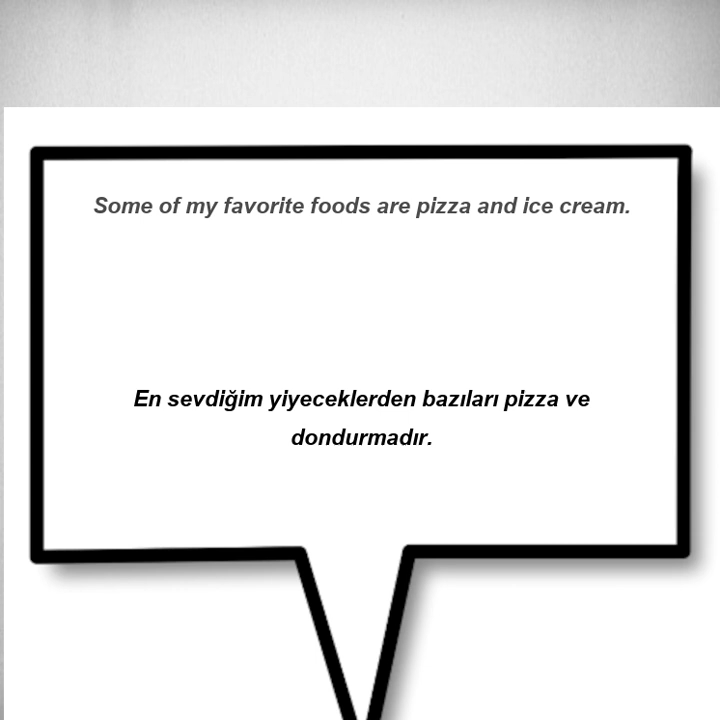 Some of my favorite foods are pizza and ice cream.
En sevdiğim yiyeceklerden bazıları pizza ve
dondurmadır.